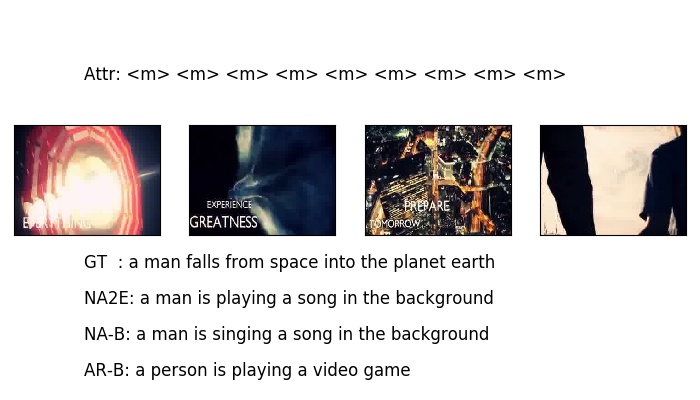 Attr: <m> <m> <m> <m> <m> <m> <m> <m> <m>
EVERYTHING
EXPERIENCE
GREATNESS
PREPARE
TOMORROW
GT  : a man falls from space into the planet earth
NA2E: a man is playing a song in the background
NA-B: a man is singing a song in the background
AR-B: a person is playing a video game